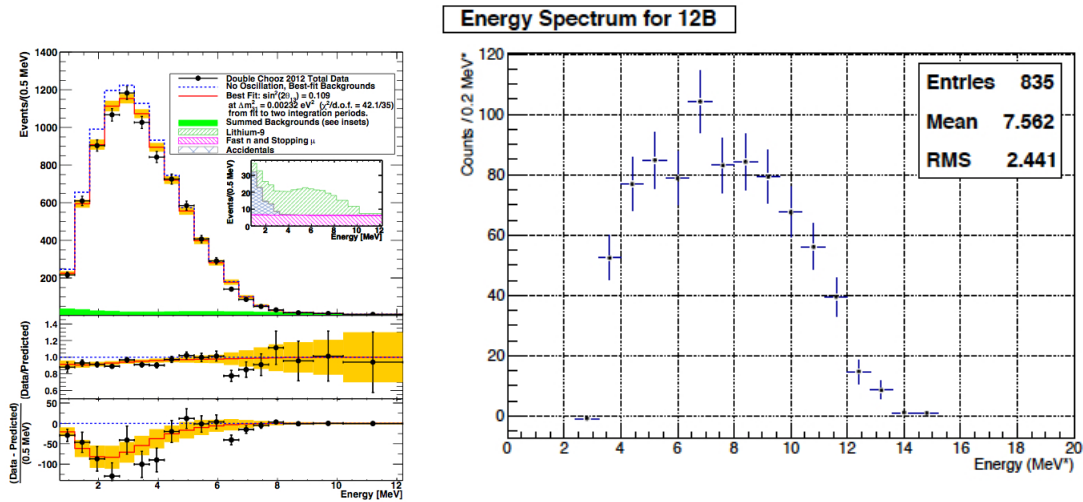 Energy Spectrum for 12B
Events/(0.5 MeV)
1400
1200
1000
800
600
400
200
Double Chooz 2012 Total Data
No Oscillation, Best-fit Backgrounds
Best Fit: sin²(2θ₁₃) = 0.109
at Δm²₃₁ = 0.00232 eV² (χ²/d.o.f. = 42.1/35)
from fit to two integration periods.
Summed Backgrounds (see insets)
Lithium-9
Fast n and Stopping μ
Accidentals
Events/(0.5 MeV)
30
20
10
0
2 4 6 8 10 12
Energy [MeV]
(Data/Predicted)
1.4
1.2
1.0
0.8
0.6
(Data - Predicted)
(0.5 MeV)
50
0
-50
-100
2 4 6 8 10 12
Energy [MeV]
Counts / 0.2 MeV*
120
100
80
60
40
20
0
Entries 835
Mean 7.562
RMS 2.441
0 2 4 6 8 10 12 14 16 18 20
Energy (MeV*)